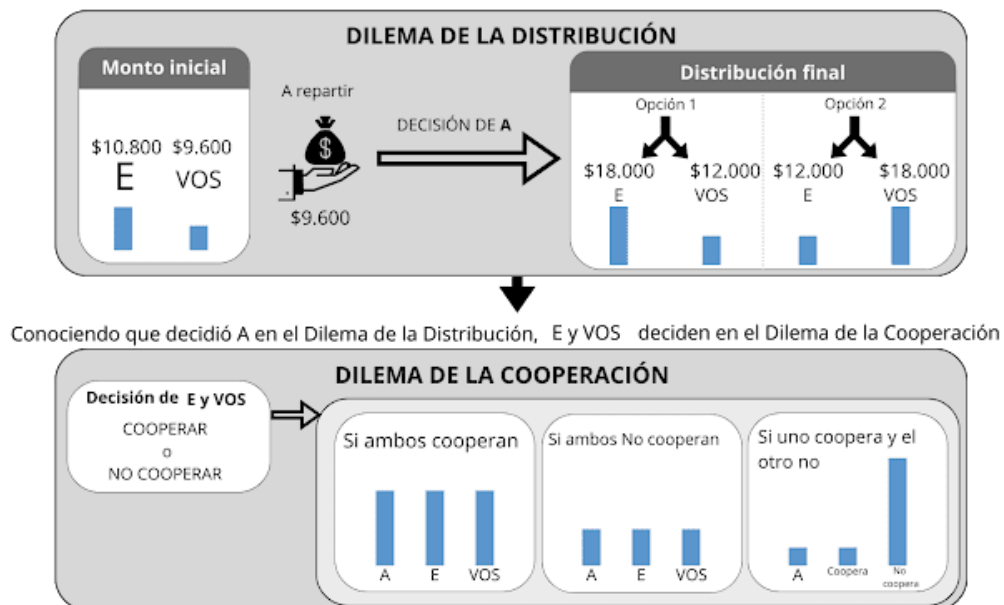 DILEMA DE LA DISTRIBUCIÓN
Monto inicial
$10.800 $9.600
E VOS
A repartir
$
$9.600
DECISIÓN DE A
Distribución final
Opción 1
$18.000 $12.000
E VOS
Opción 2
$12.000 $18.000
E VOS
Conociendo que decidió A en el Dilema de la Distribución, E y VOS deciden en el Dilema de la Cooperación
DILEMA DE LA COOPERACIÓN
Decisión de E y VOS
COOPERAR
o
NO COOPERAR
Si ambos cooperan
A E VOS
Si ambos No cooperan
A E VOS
Si uno coopera y el
otro no
A Coopera No
coopera